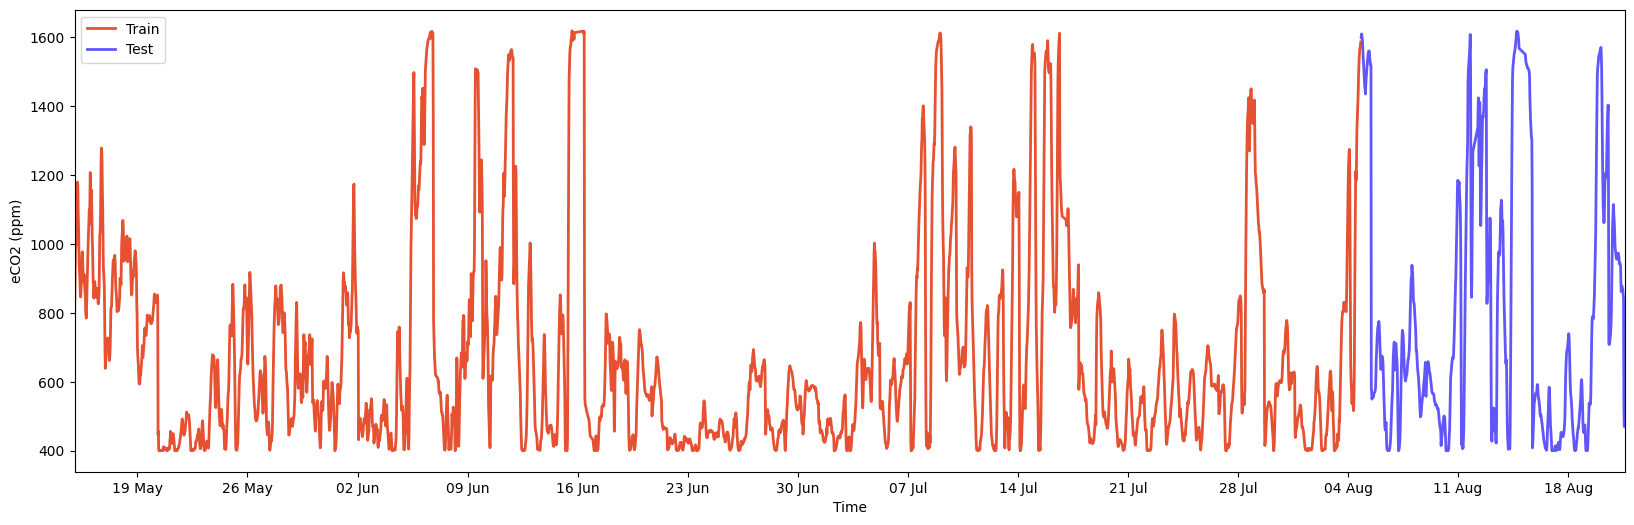 Train
Test
eCO2 (ppm)
1600
1400
1200
1000
800
600
400
19 May
26 May
02 Jun
09 Jun
16 Jun
23 Jun
30 Jun
07 Jul
14 Jul
21 Jul
28 Jul
04 Aug
11 Aug
18 Aug
Time